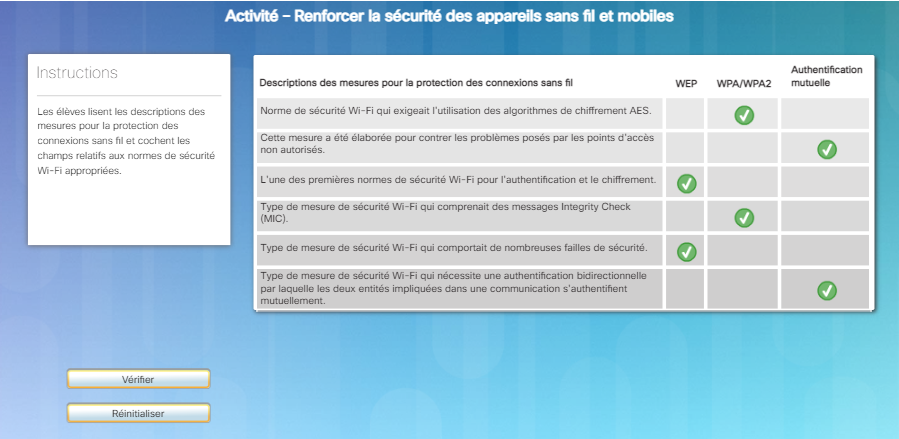 Activité – Renforcer la sécurité des appareils sans fil et mobiles
Instructions
Les élèves lisent les descriptions des
mesures pour la protection des
connexions sans fil et cochent les
champs relatifs aux normes de sécurité
Wi-Fi appropriées.
Descriptions des mesures pour la protection des connexions sans fil WEP WPA/WPA2 Authentification
mutuelle
Norme de sécurité Wi-Fi qui exigeait l'utilisation des algorithmes de chiffrement AES.
Cette mesure a été élaborée pour contrer les problèmes posés par les points d'accès
non autorisés.
L'une des premières normes de sécurité Wi-Fi pour l'authentification et le chiffrement.
Type de mesure de sécurité Wi-Fi qui comprenait des messages Integrity Check
(MIC).
Type de mesure de sécurité Wi-Fi qui comportait de nombreuses failles de sécurité.
Type de mesure de sécurité Wi-Fi qui nécessite une authentification bidirectionnelle
par laquelle les deux entités impliquées dans une communication s'authentifient
mutuellement.
Vérifier
Réinitialiser